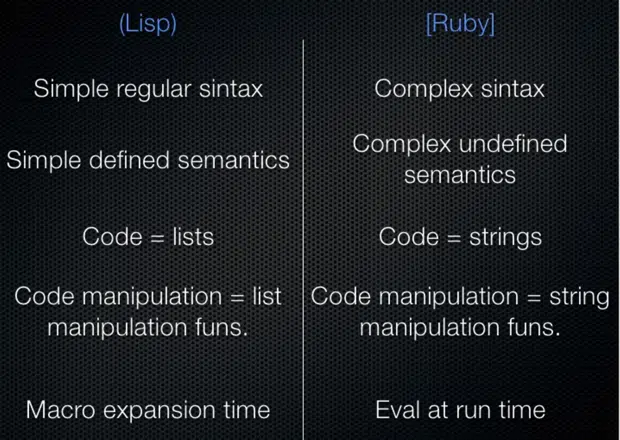 (Lisp)
[Ruby]
Simple regular sintax
Complex sintax
Simple defined semantics
Complex undefined
semantics
Code = lists
Code = strings
Code manipulation = list
manipulation funs.
Code manipulation = string
manipulation funs.
Macro expansion time
Eval at run time